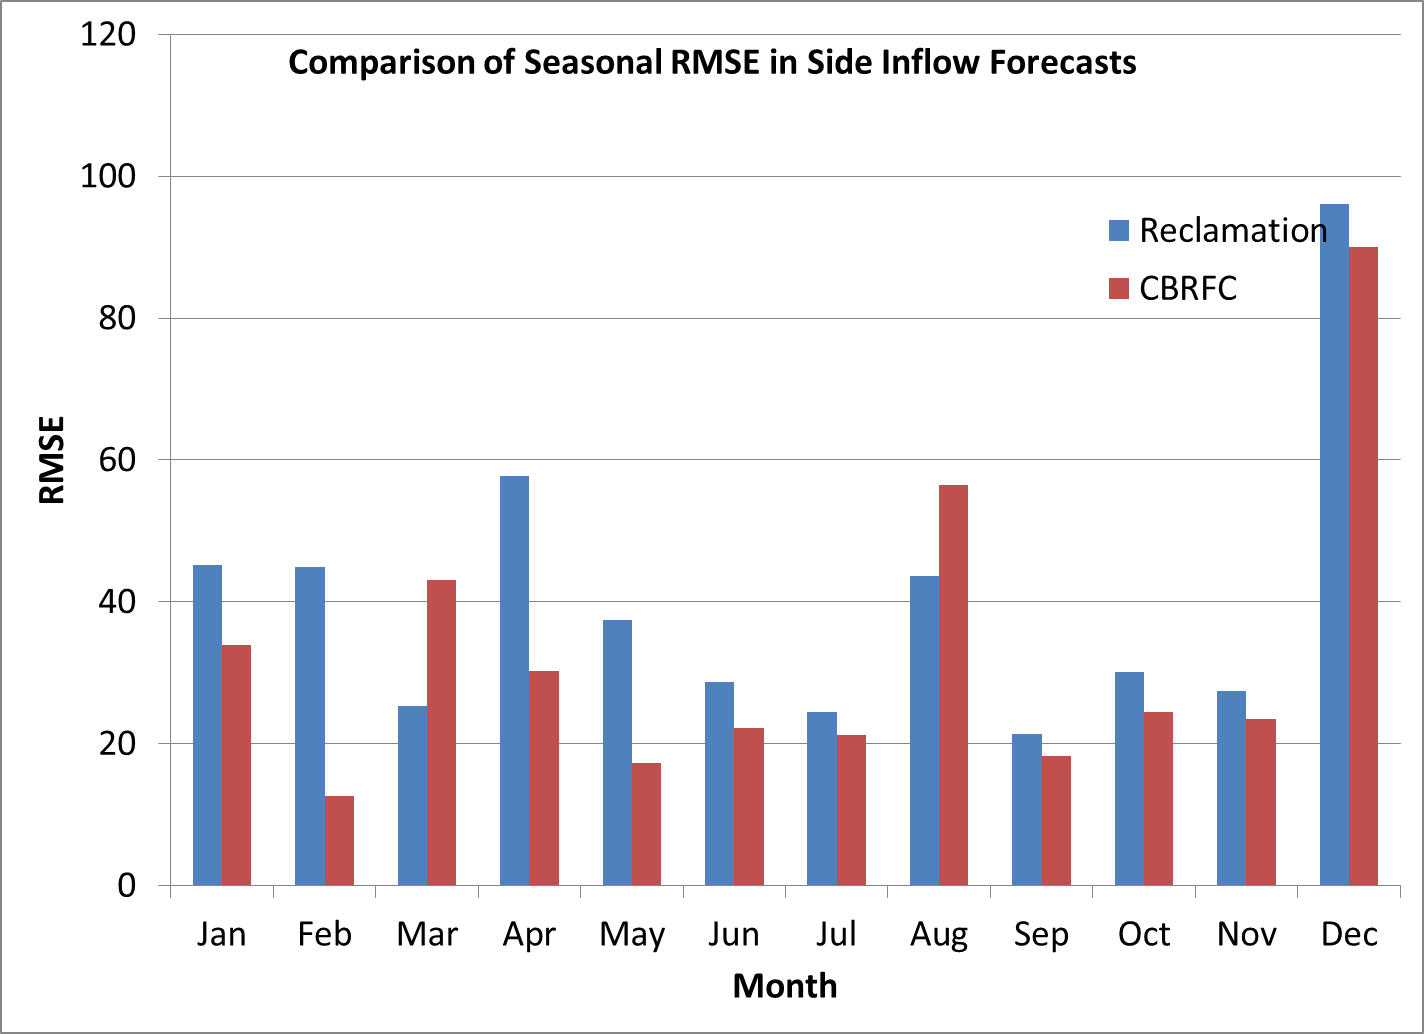 Comparison of Seasonal RMSE in Side Inflow Forecasts
120
100
80
60
40
20
0
RMSE
Reclamation
CBRFC
Jan Feb Mar Apr May Jun Jul Aug Sep Oct Nov Dec
Month